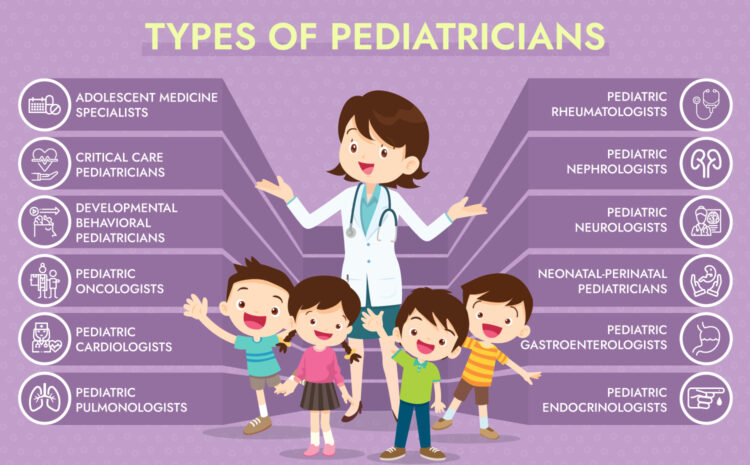 TYPES OF PEDIATRICIANS
ADOLESCENT MEDICINE
SPECIALISTS
CRITICAL CARE
PEDIATRICIANS
DEVELOPMENTAL
BEHAVIORAL
PEDIATRICIANS
PEDIATRIC
ONCOLOGISTS
PEDIATRIC
CARDIOLOGISTS
PEDIATRIC
PULMONOLOGISTS
PEDIATRIC
RHEUMATOLOGISTS
PEDIATRIC
NEPHROLOGISTS
PEDIATRIC
NEUROLOGISTS
NEONATAL-PERINATAL
PEDIATRICIANS
PEDIATRIC
GASTROENTEROLOGISTS
PEDIATRIC
ENDOCRINOLOGISTS